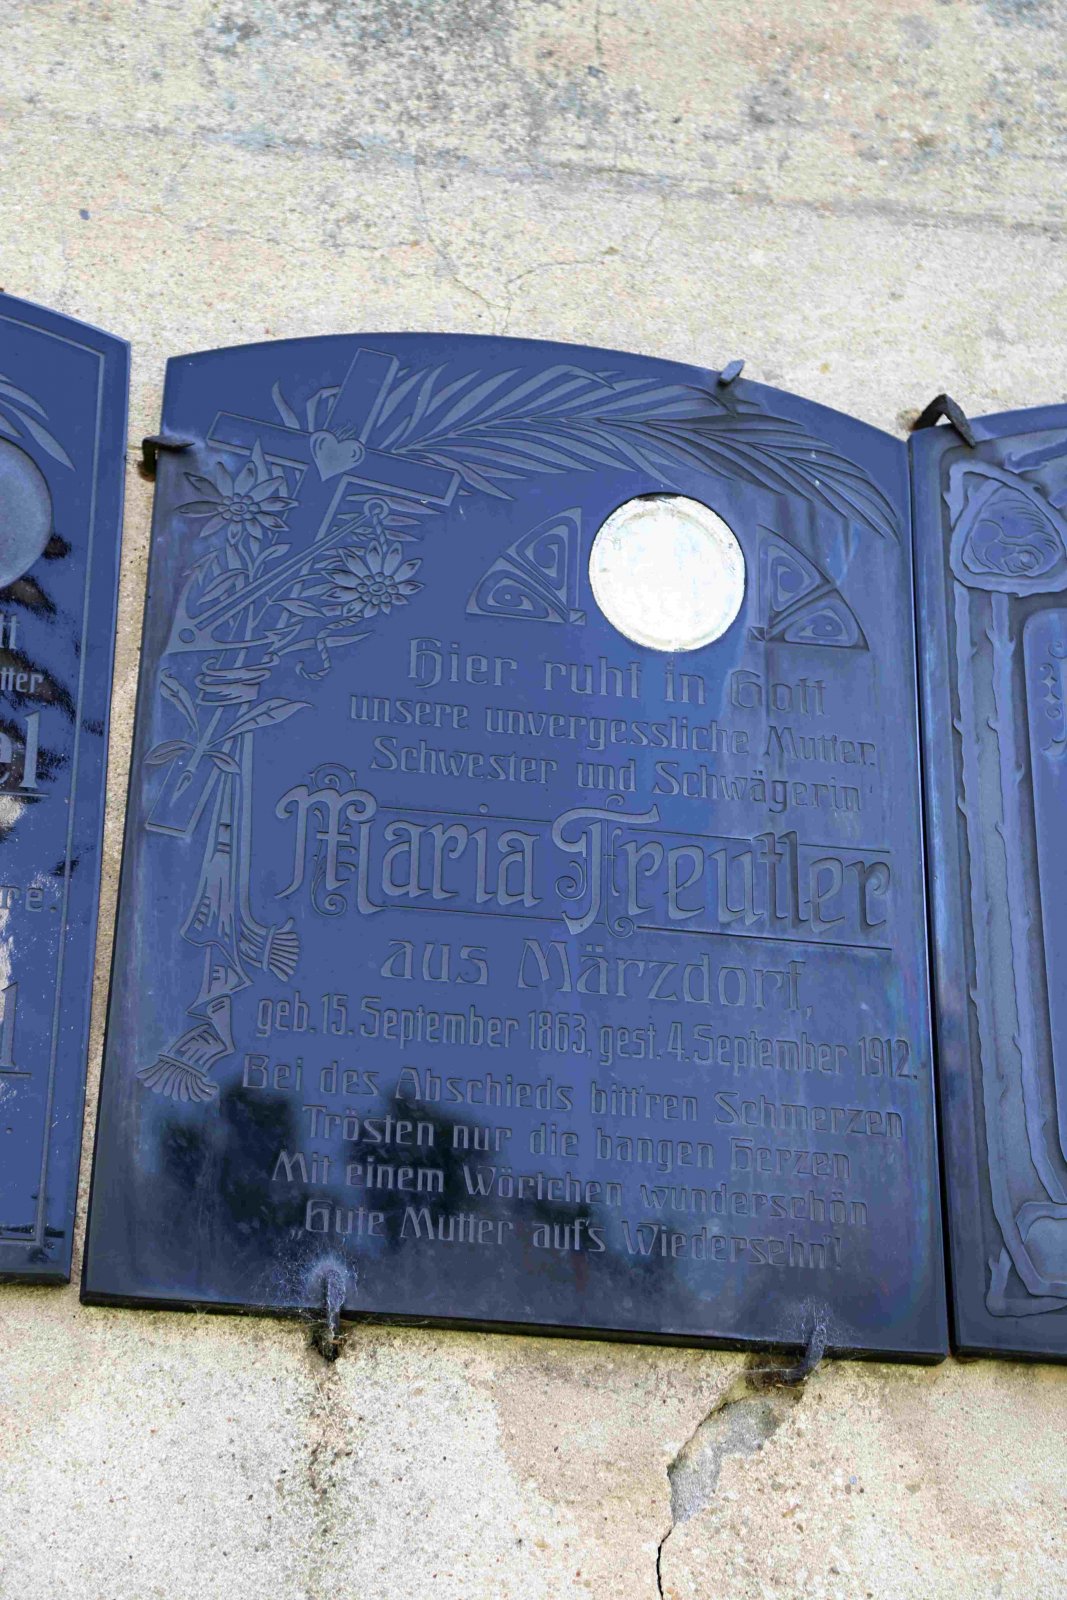 Hier ruht in Gott
unsere unvergessliche Mutter,
Schwester und Schwägerin
Maria Treutler
aus Märzdorf,
geb. 15. September 1863, gest. 4. September 1912.
Bei des Abschieds bitt'ren Schmerzen
Trösten nur die bangen Herzen
Mit einem Wörtchen wunderschön
„Gute Mutter auf's Wiedersehn'!